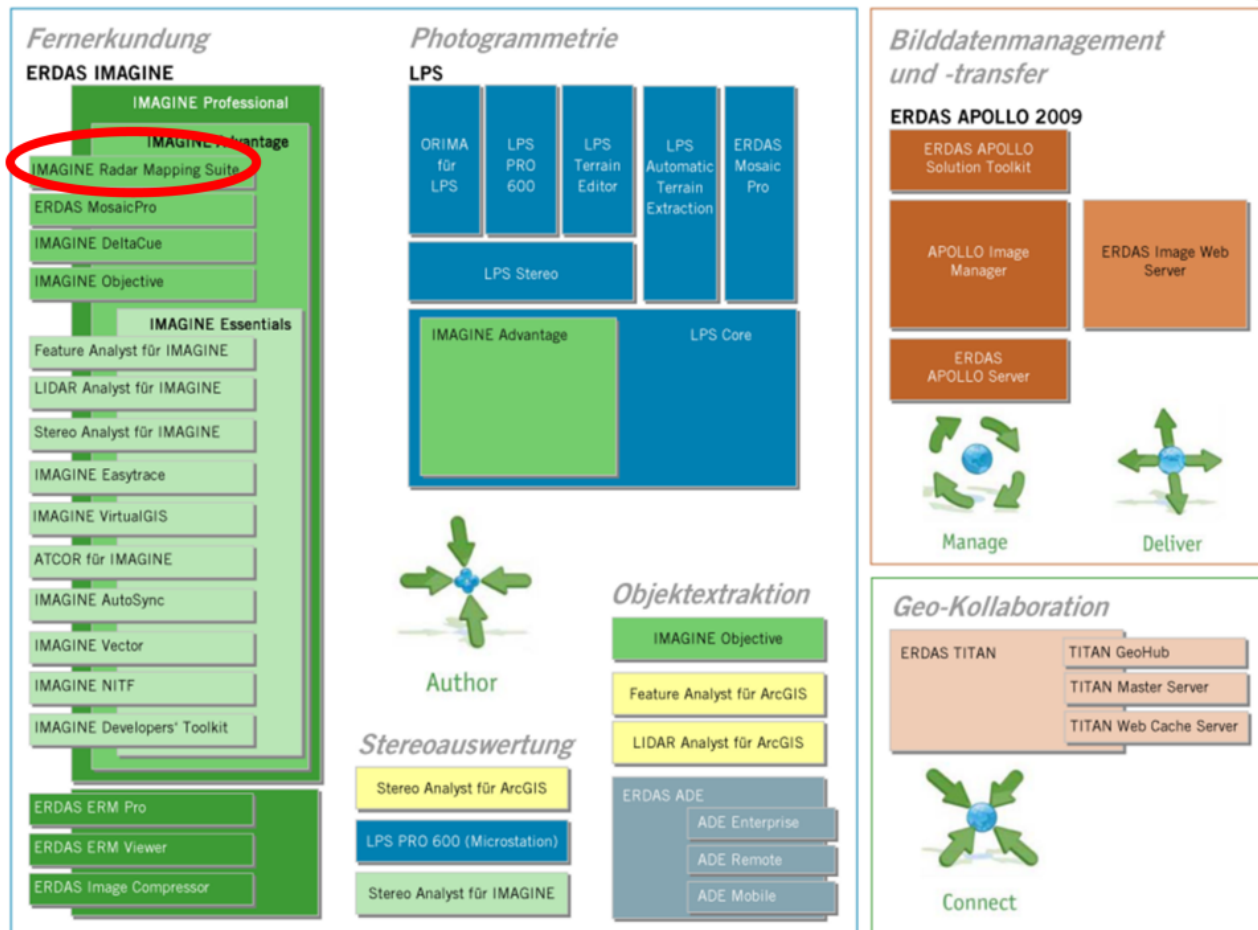 Fernerkundung
ERDAS IMAGINE
IMAGINE Professional
IMAGINE Advantage
IMAGINE Radar Mapping Suite
ERDAS MosaicPro
IMAGINE DeltaCue
IMAGINE Objective
IMAGINE Essentials
Feature Analyst für IMAGINE
LIDAR Analyst für IMAGINE
Stereo Analyst für IMAGINE
IMAGINE Easytrace
IMAGINE VirtualGIS
ATCOR für IMAGINE
IMAGINE AutoSync
IMAGINE Vector
IMAGINE NITF
IMAGINE Developers' Toolkit
ERDAS ERM Pro
ERDAS ERM Viewer
ERDAS Image Compressor
Photogrammetrie
LPS
ORIMA
für
LPS
LPS
PRO
600
LPS
Terrain
Editor
LPS
Automatic
Terrain
Extraction
ERDAS
Mosaic
Pro
LPS Stereo
IMAGINE Advantage
LPS Core
Author
Stereoauswertung
Stereo Analyst für ArcGIS
LPS PRO 600 (Microstation)
Stereo Analyst für IMAGINE
Objektextraktion
IMAGINE Objective
Feature Analyst für ArcGIS
LIDAR Analyst für ArcGIS
ERDAS ADE
ADE Enterprise
ADE Remote
ADE Mobile
Bilddatenmanagement
und -transfer
ERDAS APOLLO 2009
ERDAS APOLLO
Solution Toolkit
APOLLO Image
Manager
ERDAS Image Web
Server
ERDAS
APOLLO Server
Manage
Deliver
Geo-Kollaboration
ERDAS TITAN
TITAN GeoHub
TITAN Master Server
TITAN Web Cache Server
Connect